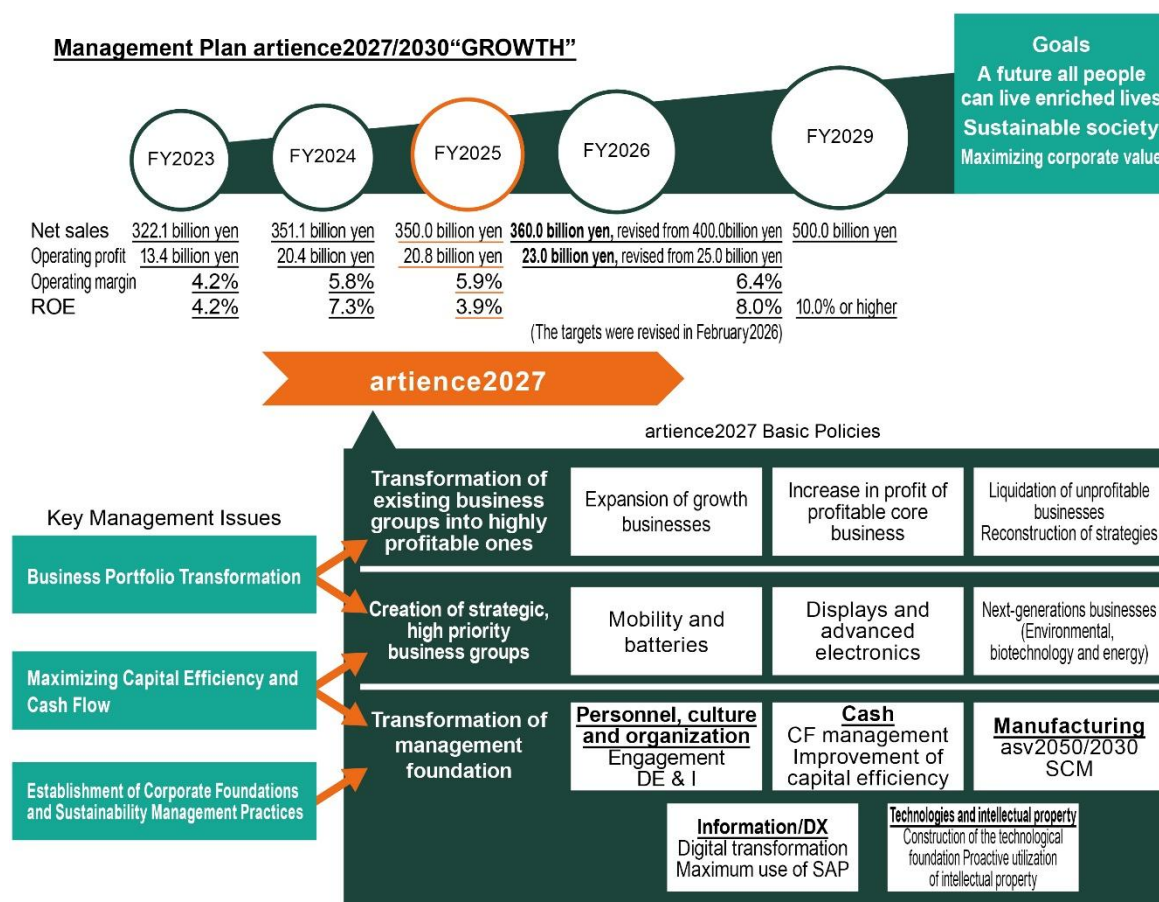 Management Plan artience2027/2030“GROWTH”
Goals
A future all people
can live enriched lives
Sustainable society
Maximizing corporate value
FY2023
FY2024
FY2025
FY2026
FY2029
Net sales 322.1 billion yen 351.1 billion yen 350.0 billion yen 360.0 billion yen, revised from 400.0billion yen 500.0 billion yen
Operating profit 13.4 billion yen 20.4 billion yen 20.8 billion yen 23.0 billion yen, revised from 25.0 billion yen
Operating margin 4.2% 5.8% 5.9% 6.4%
ROE 4.2% 7.3% 3.9% 8.0% 10.0% or higher
(The targets were revised in February2026)
artience2027
artience2027 Basic Policies
Key Management Issues
Business Portfolio Transformation
Maximizing Capital Efficiency and
Cash Flow
Establishment of Corporate Foundations
and Sustainability Management Practices
Transformation of
existing business
groups into highly
profitable ones
Expansion of growth
businesses
Increase in profit of
profitable core
business
Liquidation of unprofitable
businesses
Reconstruction of strategies
Creation of strategic,
high priority
business groups
Mobility and
batteries
Displays and
advanced
electronics
Next-generations businesses
(Environmental,
biotechnology and energy)
Transformation of
management
foundation
Personnel, culture
and organization
Engagement
DE & I
Cash
CF management
Improvement of
capital efficiency
Manufacturing
asv2050/2030
SCM
Information/DX
Digital transformation
Maximum use of SAP
Technologies and intellectual property
Construction of the technological
foundation Proactive utilization
of intellectual property